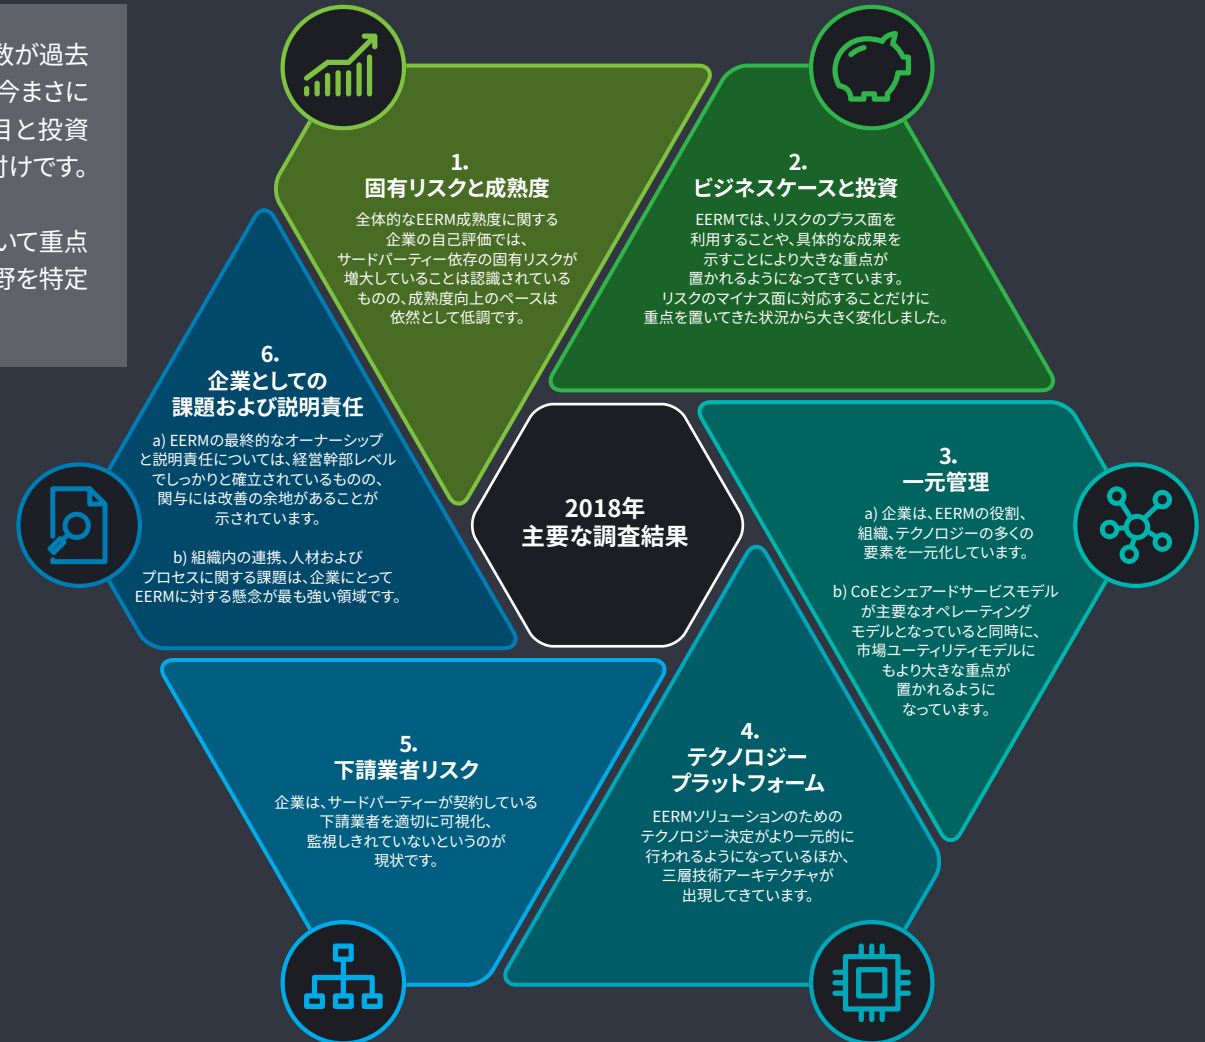 数が過去
今まさに
目と投資
付けです。
いて重点
野を特定
1.
固有リスクと成熟度
全体的なEERM成熟度に関する
企業の自己評価では、
サードパーティー依存の固有リスクが
増大していることは認識されている
ものの、成熟度向上のペースは
依然として低調です。
2.
ビジネスケースと投資
EERMでは、リスクのプラス面を
利用することや、具体的な成果を
示すことにより大きな重点が
置かれるようになってきています。
リスクのマイナス面に対応することだけに
重点を置いてきた状況から大きく変化しました。
3.
一元管理
a) 企業は、EERMの役割、
組織、テクノロジーの多くの
要素を一元化しています。
b) CoEとシェアードサービスモデル
が主要なオペレーティング
モデルとなっていると同時に、
市場ユーティリティモデルに
もより大きな重点が
置かれるように
なっています。
4.
テクノロジー
プラットフォーム
EERMソリューションのための
テクノロジー決定がより一元的に
行われるようになっているほか、
三層技術アーキテクチャが
出現してきています。
5.
下請業者リスク
企業は、サードパーティーが契約している
下請業者を適切に可視化、
監視しきれていないというのが
現状です。
6.
企業としての
課題および説明責任
a) EERMの最終的なオーナーシップ
と説明責任については、経営幹部レベル
でしっかりと確立されているものの、
関与には改善の余地があることが
示されています。
b) 組織内の連携、人材および
プロセスに関する課題は、企業にとって
EERMに対する懸念が最も強い領域です。
2018年
主要な調査結果